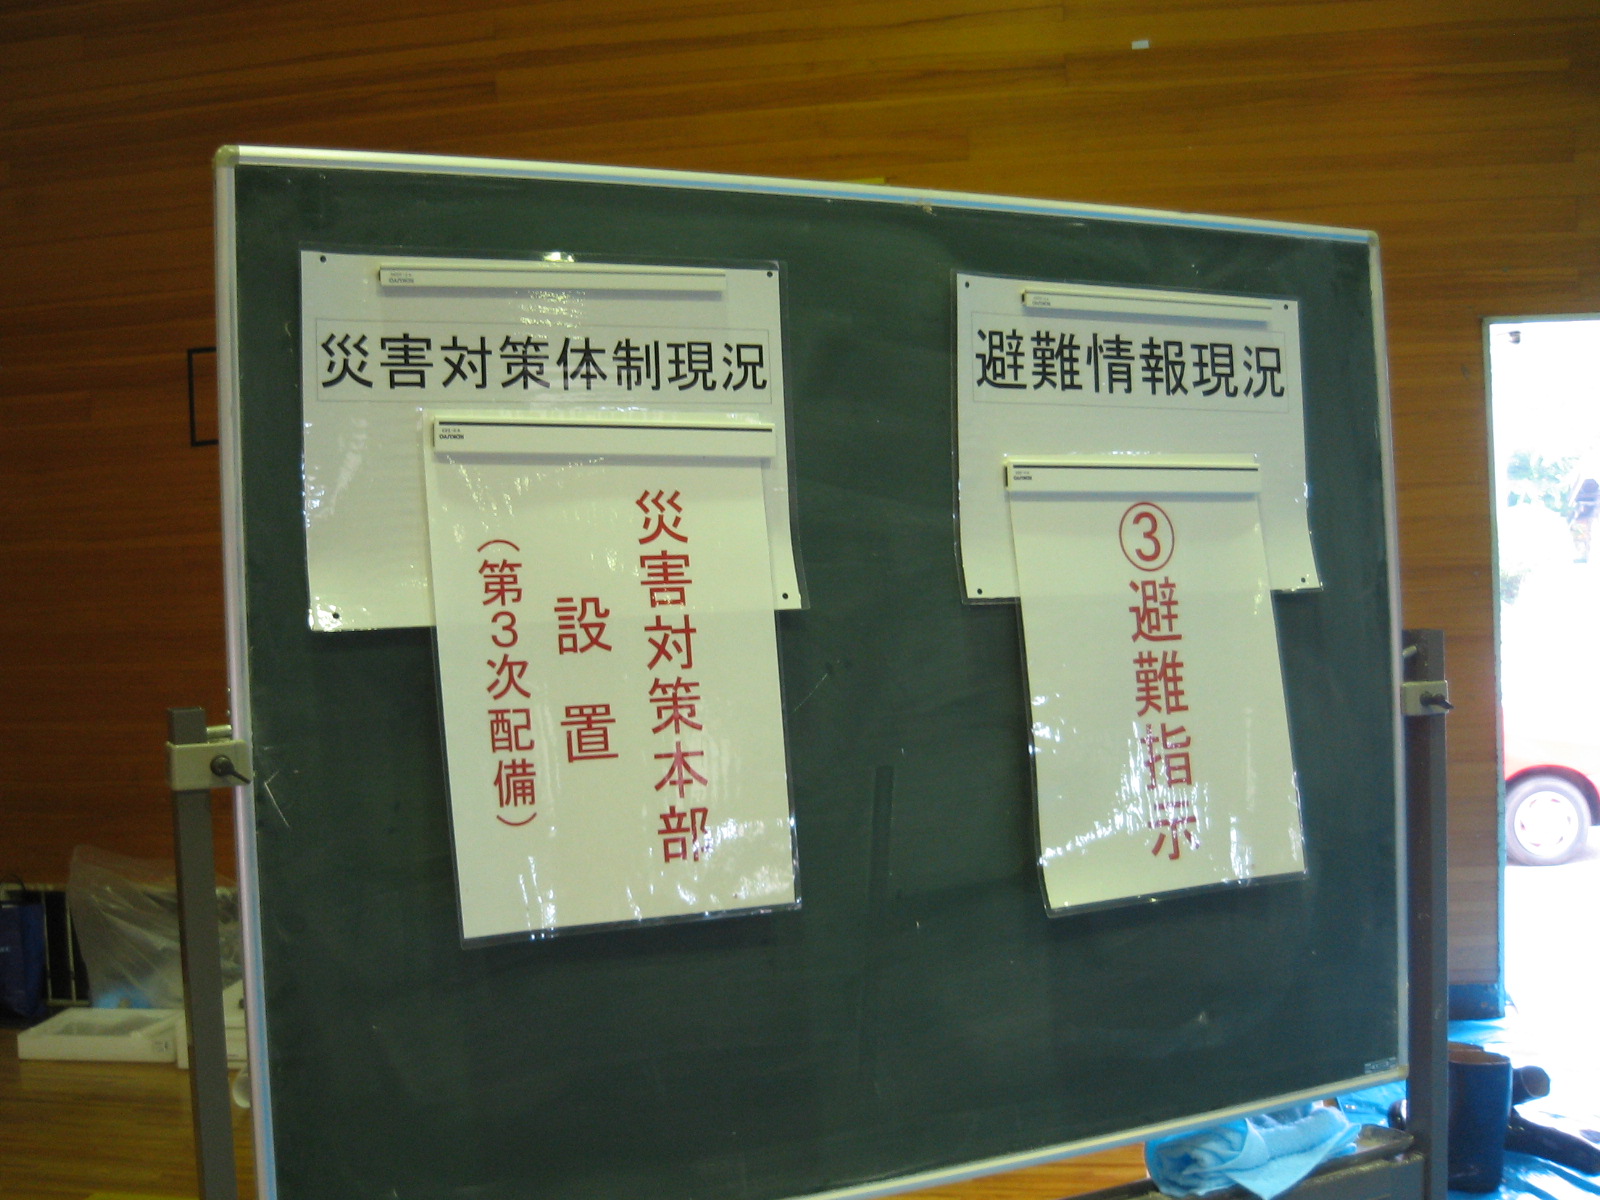 災害対策体制現況
災害対策本部
設置
（第３次配備）
避難情報現況
③避難指示